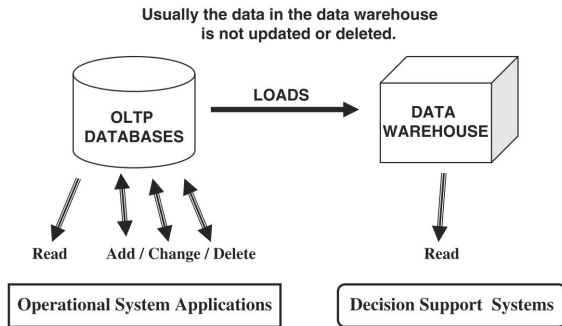 Usually the data in the data warehouse
is not updated or deleted.
OLTP
DATABASES
LOADS
DATA
WAREHOUSE
Read
Add / Change / Delete
Read
Operational System Applications
Decision Support Systems